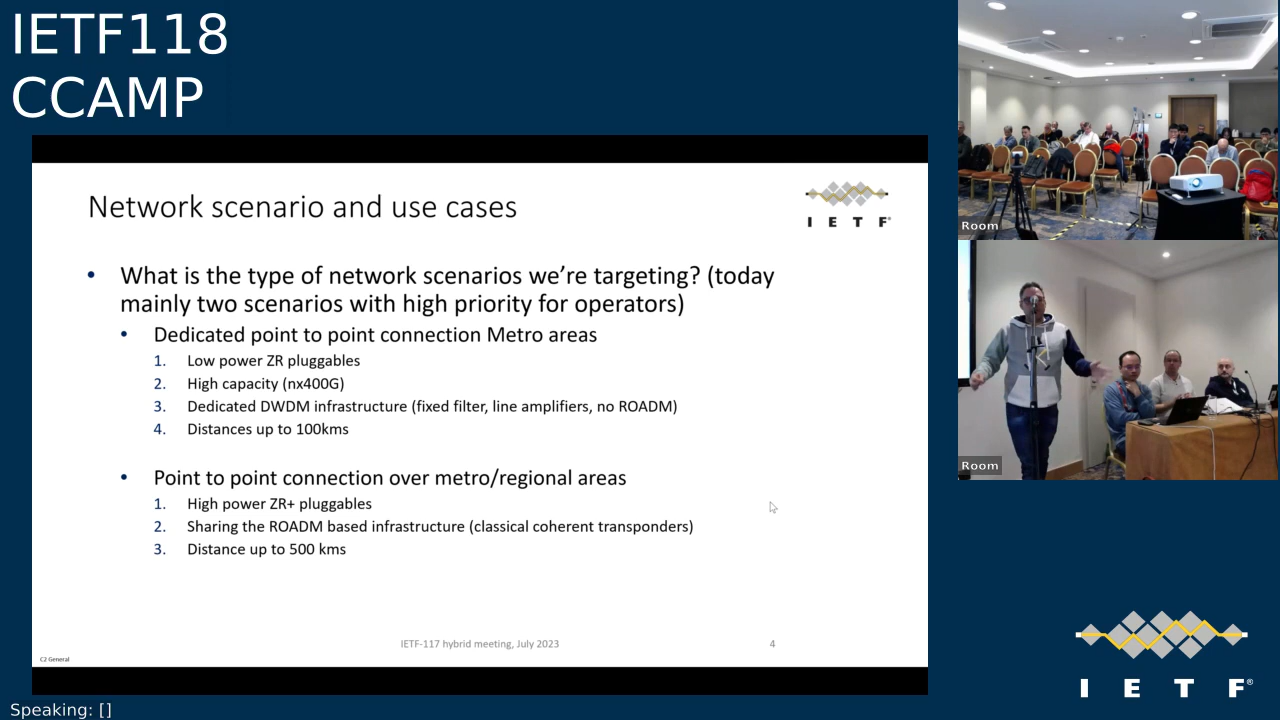 IETF118
CCAMP
Network scenario and use cases
I E T F®
• What is the type of network scenarios we're targeting? (today
mainly two scenarios with high priority for operators)
• Dedicated point to point connection Metro areas
1. Low power ZR pluggables
2. High capacity (nx400G)
3. Dedicated DWDM infrastructure (fixed filter, line amplifiers, no ROADM)
4. Distances up to 100kms
• Point to point connection over metro/regional areas
1. High power ZR+ pluggables
2. Sharing the ROADM based infrastructure (classical coherent transponders)
3. Distance up to 500 kms
IETF-117 hybrid meeting, July 2023
4
C2 General
Room
Room
I E T F®
Speaking: []